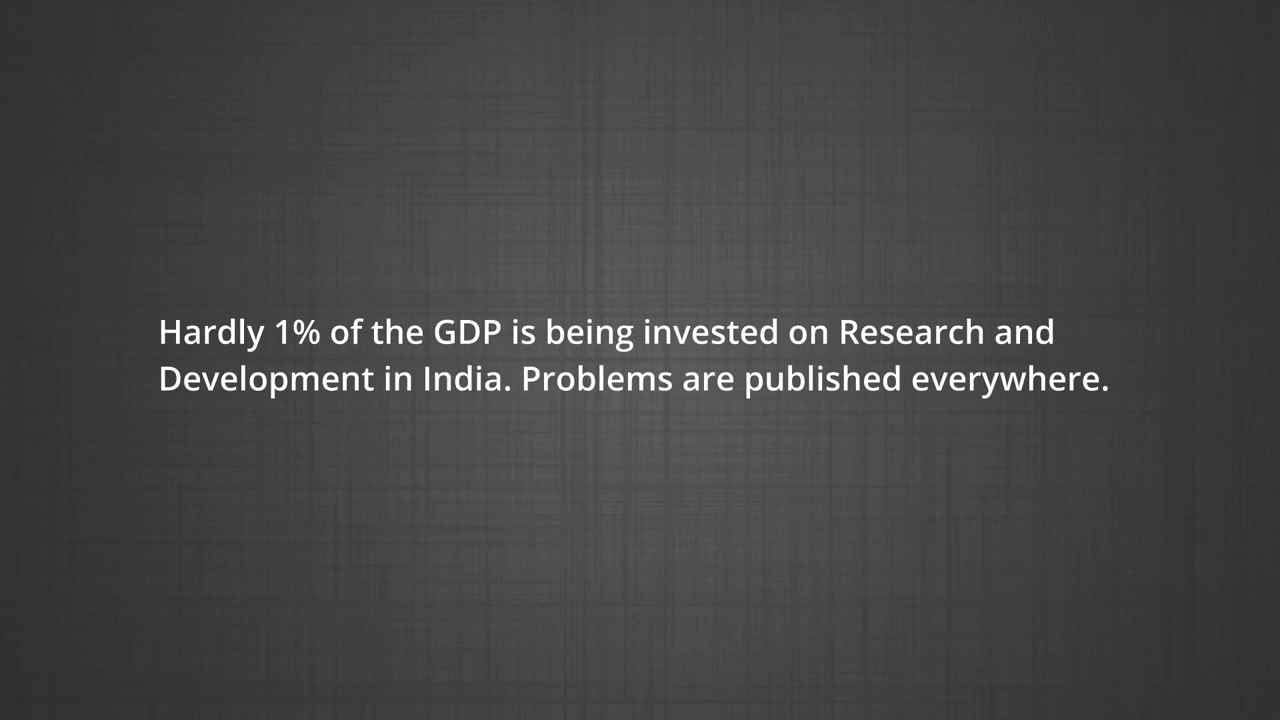 Hardly 1% of the GDP is being invested on Research and
Development in India. Problems are published everywhere.